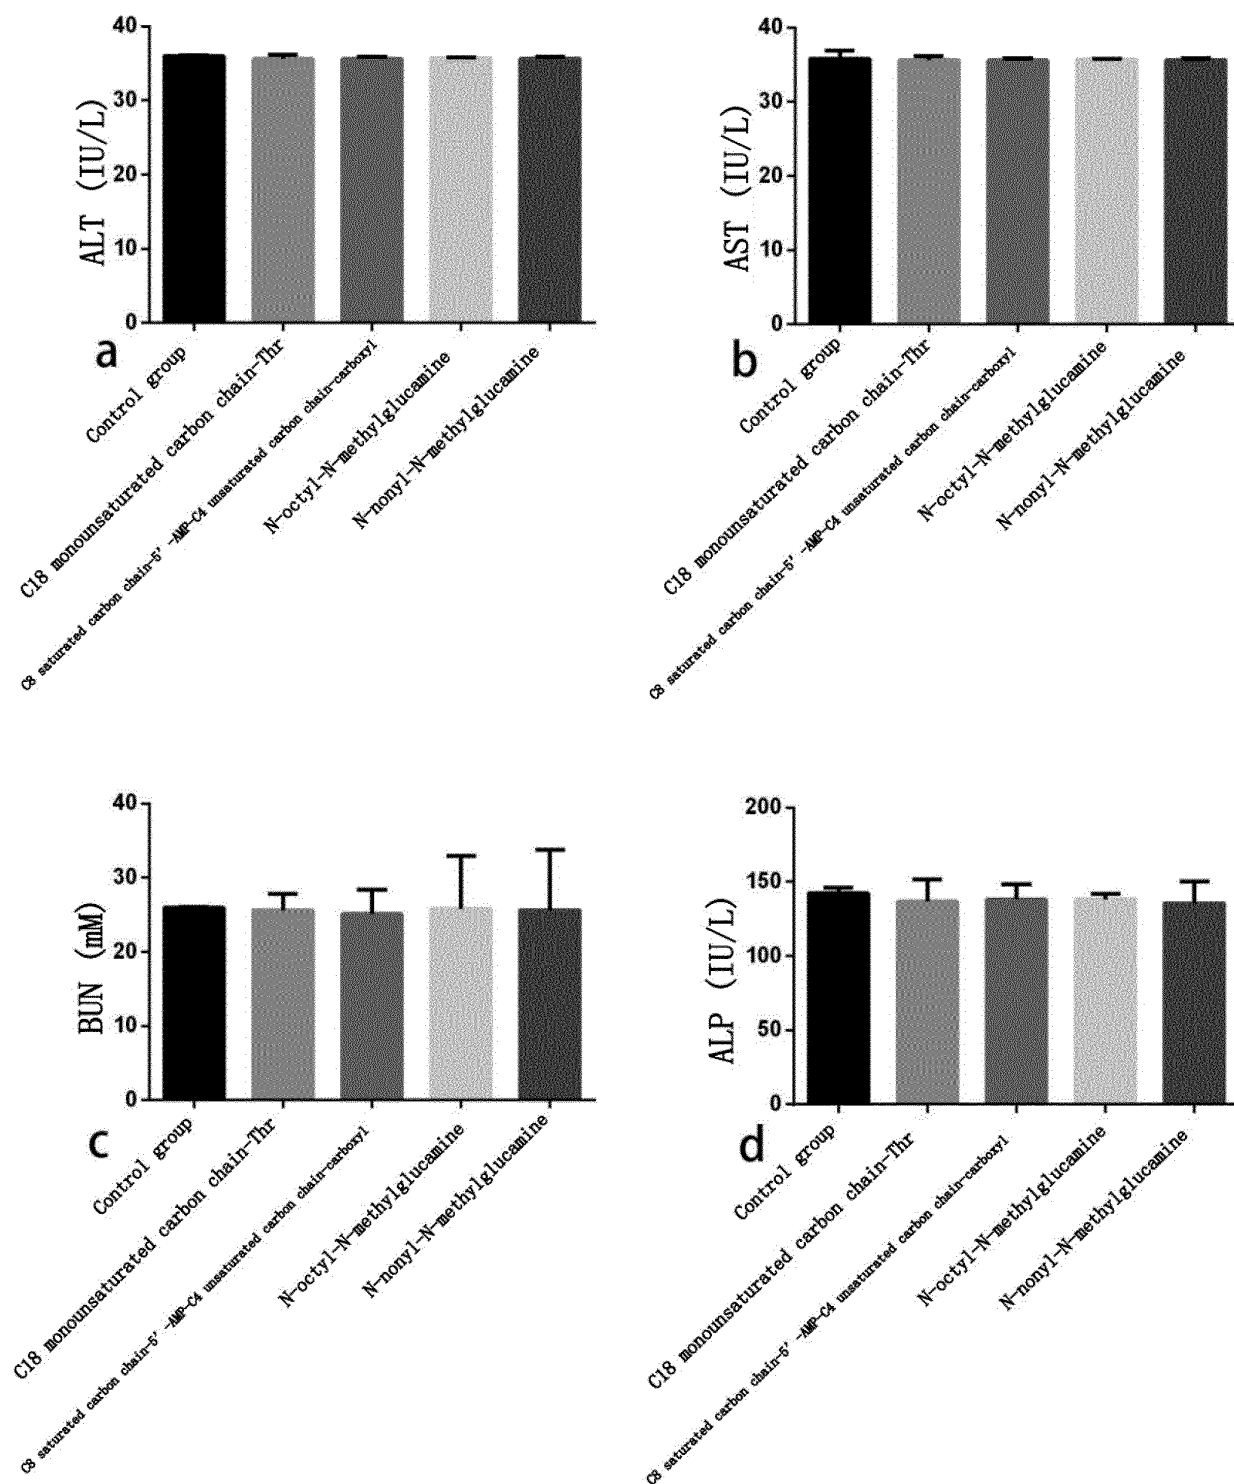 40
30
20
10
0
ALT (IU/L)
a
Control group
C18 monounsaturated carbon chain-Thr
C8 saturated carbon chain-5' -AMP-C4 unsaturated carbon chain-carboxyl
N-octyl-N-methylglucamine
N-nonyl-N-methylglucamine
40
30
20
10
0
AST (IU/L)
b
Control group
C18 monounsaturated carbon chain-Thr
C8 saturated carbon chain-5' -AMP-C4 unsaturated carbon chain-carboxyl
N-octyl-N-methylglucamine
N-nonyl-N-methylglucamine
40
30
20
10
0
BUN (mM)
c
Control group
C18 monounsaturated carbon chain-Thr
C8 saturated carbon chain-5' -AMP-C4 unsaturated carbon chain-carboxyl
N-octyl-N-methylglucamine
N-nonyl-N-methylglucamine
200
150
100
50
0
ALP (IU/L)
d
Control group
C18 monounsaturated carbon chain-Thr
C8 saturated carbon chain-5' -AMP-C4 unsaturated carbon chain-carboxyl
N-octyl-N-methylglucamine
N-nonyl-N-methylglucamine